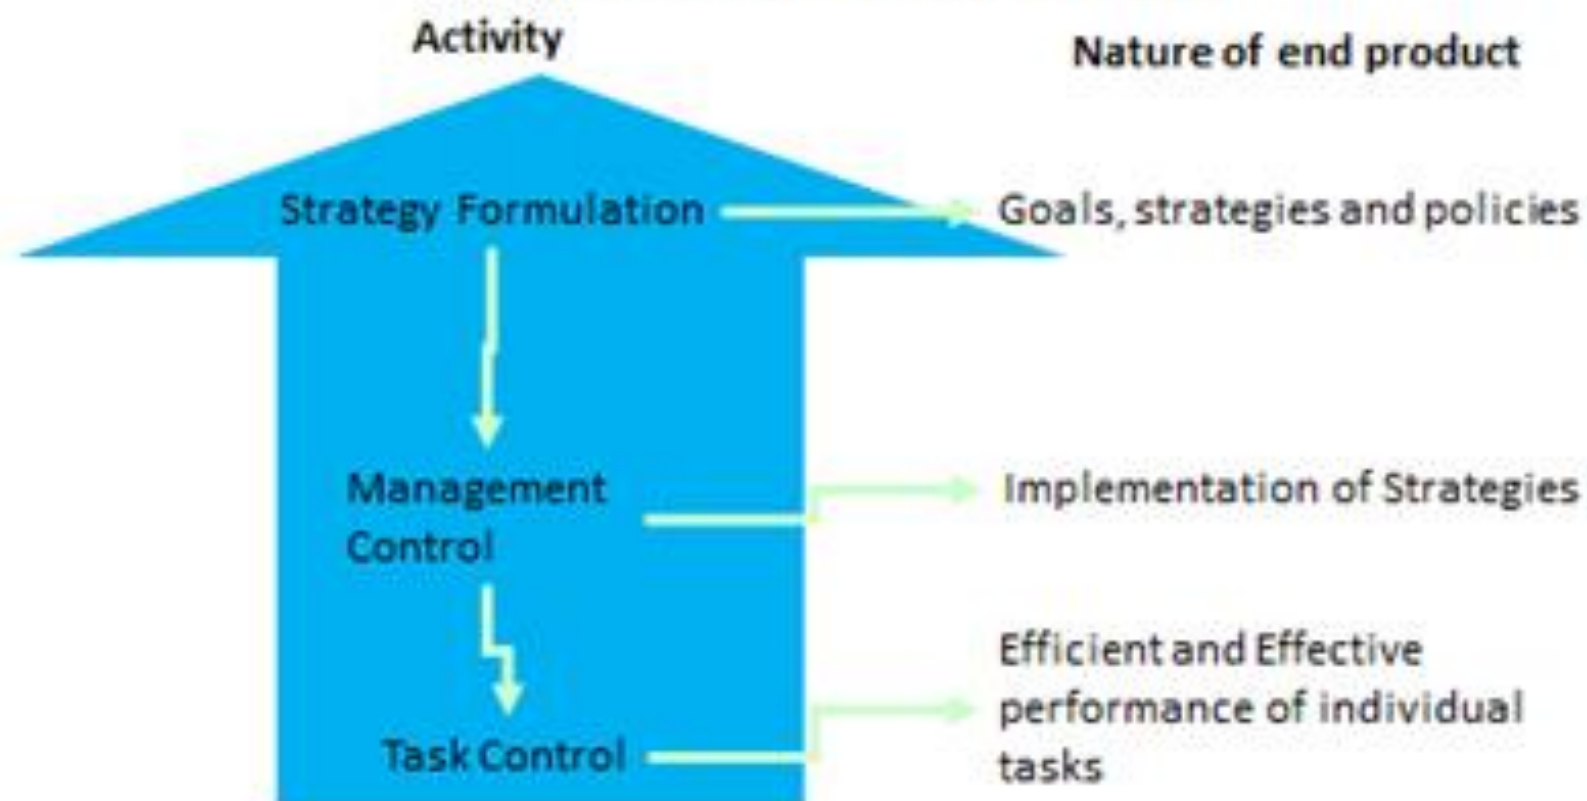 Activity
Nature of end product
Strategy Formulation
Goals, strategies and policies
Management
Control
Implementation of Strategies
Task Control
Efficient and Effective
performance of individual
tasks